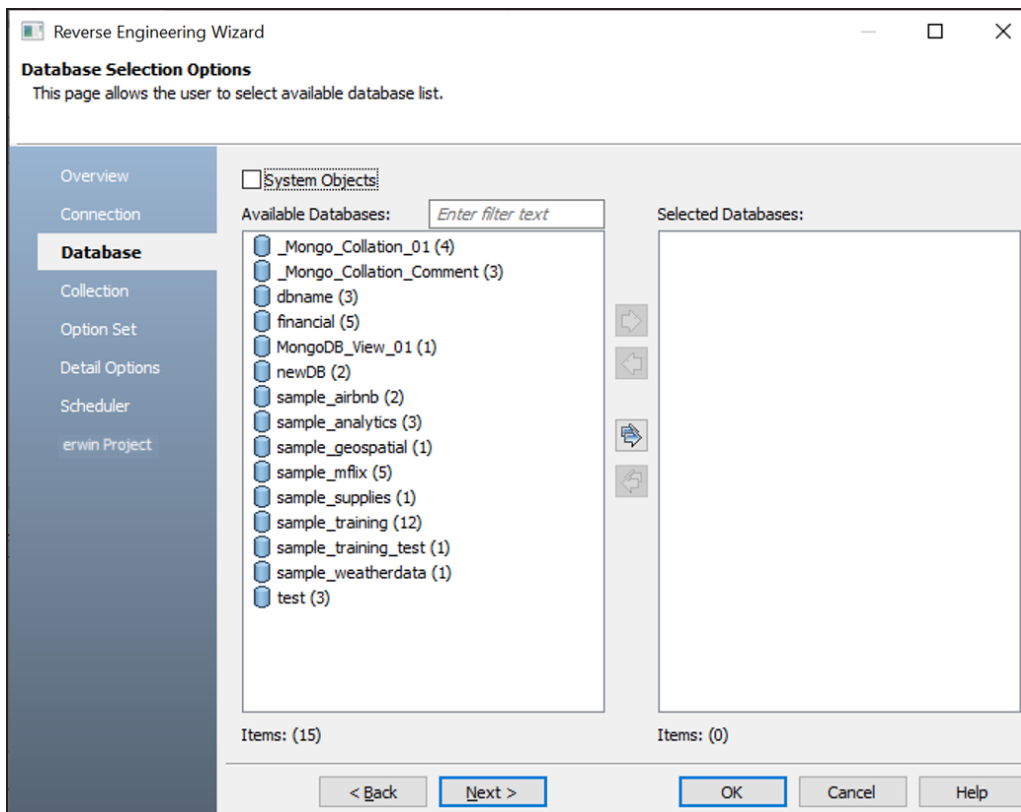 Reverse Engineering Wizard
Database Selection Options
This page allows the user to select available database list.
Overview
Connection
Database
Collection
Option Set
Detail Options
Scheduler
erwin Project
System Objects
Available Databases:
Enter filter text
_Mongo_Collation_01 (4)
_Mongo_Collation_Comment (3)
dbname (3)
financial (5)
MongoDB_View_01 (1)
newDB (2)
sample_airbnb (2)
sample_analytics (3)
sample_geospatial (1)
sample_mflix (5)
sample_supplies (1)
sample_training (12)
sample_training_test (1)
sample_weatherdata (1)
test (3)
Items: (15)
Selected Databases:
Items: (0)
< Back
Next >
OK
Cancel
Help